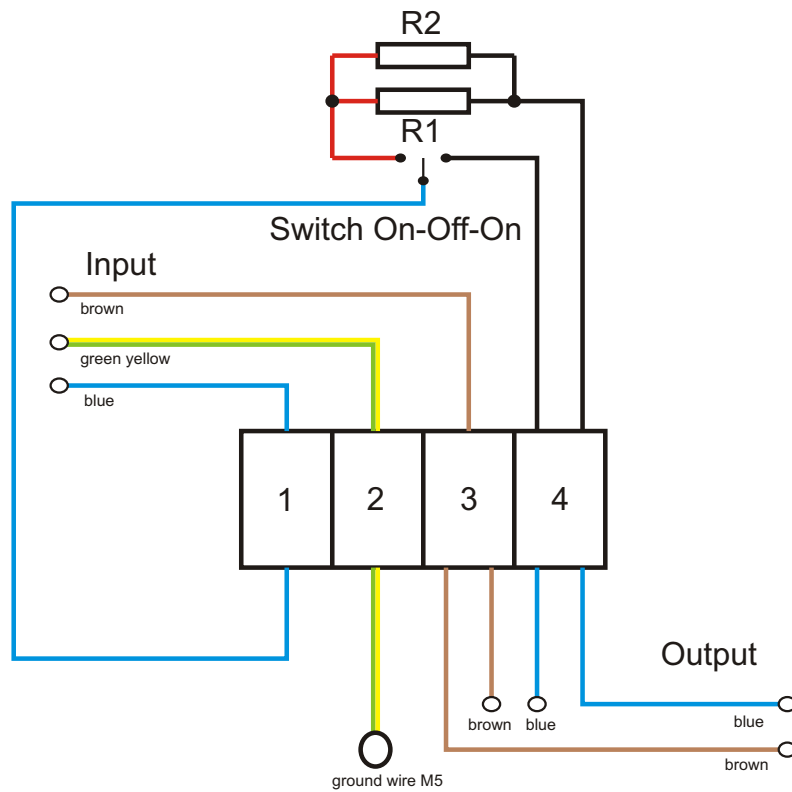 R2
R1
Switch On-Off-On
Input
brown
green yellow
blue
1 2 3 4
Output
brown blue blue
brown
ground wire M5